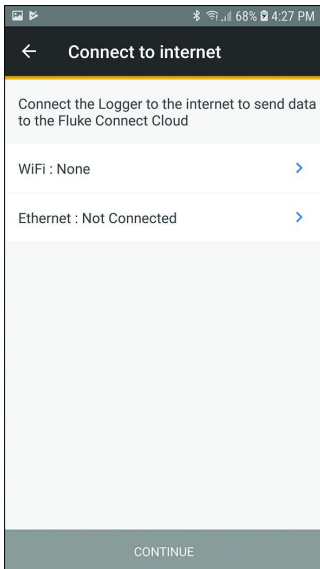 68% 4:27 PM
Connect to internet
Connect the Logger to the internet to send data
to the Fluke Connect Cloud
WiFi : None
Ethernet : Not Connected
CONTINUE